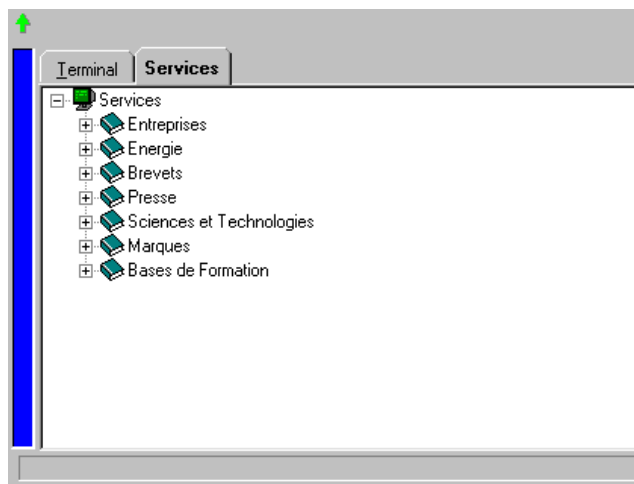 Terminal Services
Services
Entreprises
Energie
Brevets
Presse
Sciences et Technologies
Marques
Bases de Formation